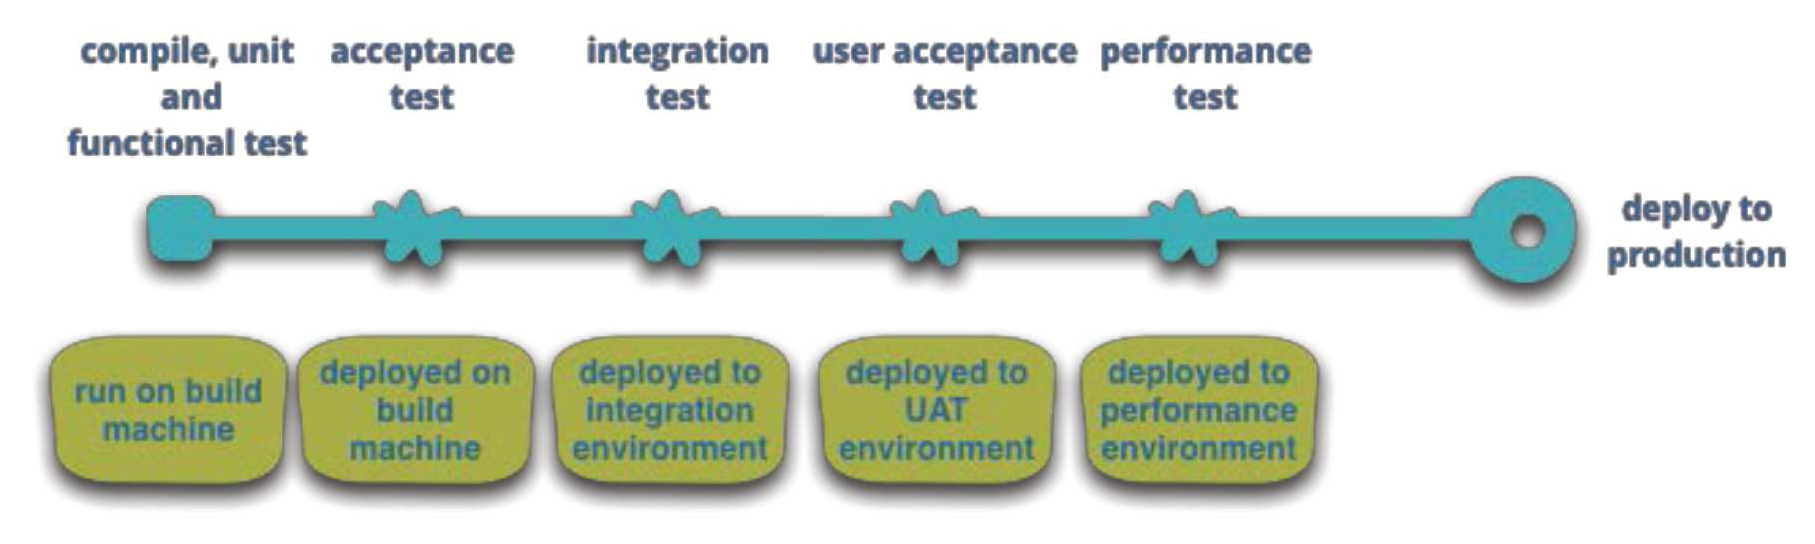 compile, unit
and
functional test
acceptance
test
integration
test
user acceptance
test
performance
test
deploy to
production
run on build
machine
deployed on
build
machine
deployed to
integration
environment
deployed to
UAT
environment
deployed to
performance
environment